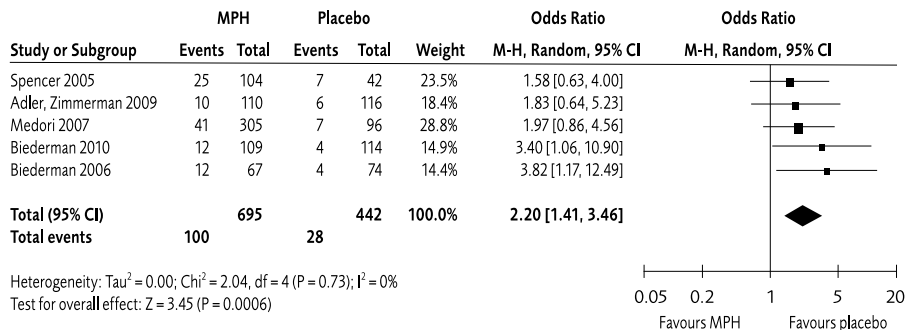 MPH Placebo Odds Ratio Odds Ratio
Study or Subgroup Events Total Events Total Weight M-H, Random, 95% CI M-H, Random, 95% CI
Spencer 2005 25 104 7 42 23.5% 1.58 [0.63, 4.00]
Adler, Zimmerman 2009 10 110 6 116 18.4% 1.83 [0.64, 5.23]
Medori 2007 41 305 7 96 28.8% 1.97 [0.86, 4.56]
Biederman 2010 12 109 4 114 14.9% 3.40 [1.06, 10.90]
Biederman 2006 12 67 4 74 14.4% 3.82 [1.17, 12.49]
Total (95% CI) 695 442 100.0% 2.20 [1.41, 3.46]
Total events 100 28
Heterogeneity: Tau² = 0.00; Chi² = 2.04, df = 4 (P = 0.73); I² = 0%
Test for overall effect: Z = 3.45 (P = 0.0006)
0.05 0.2 1 5 20
Favours MPH Favours placebo